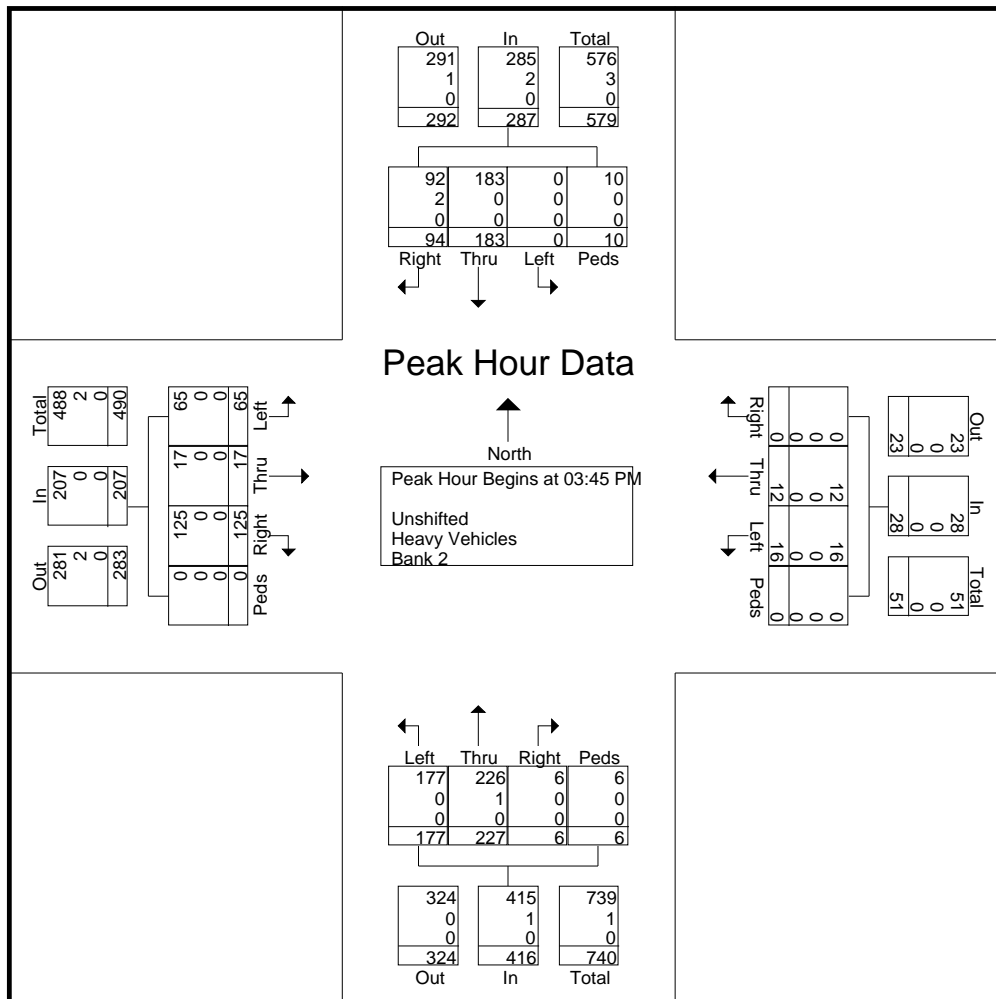 Out In Total
291 285 576
1 2 3
0 0 0
292 287 579
92 183 0 10
2 0 0 0
0 0 0 0
94 183 0 10
Right Thru Left Peds
Peak Hour Data
North
Peak Hour Begins at 03:45 PM
Unshifted
Heavy Vehicles
Bank 2
Total
488
2
0
490
In
207
0
0
207
Out
281
2
0
283
65
0
0
65
Left
17
0
0
17
Thru
125
0
0
125
Right
0
0
0
0
Peds
Right
0
0
0
0
Thru
12
0
0
12
Left
16
0
0
16
Peds
0
0
0
0
Out
23
0
0
23
In
28
0
0
28
Total
51
0
0
51
Left Thru Right Peds
177 226 6 6
0 1 0 0
0 0 0 0
177 227 6 6
324 415 739
0 1 1
0 0 0
324 416 740
Out In Total